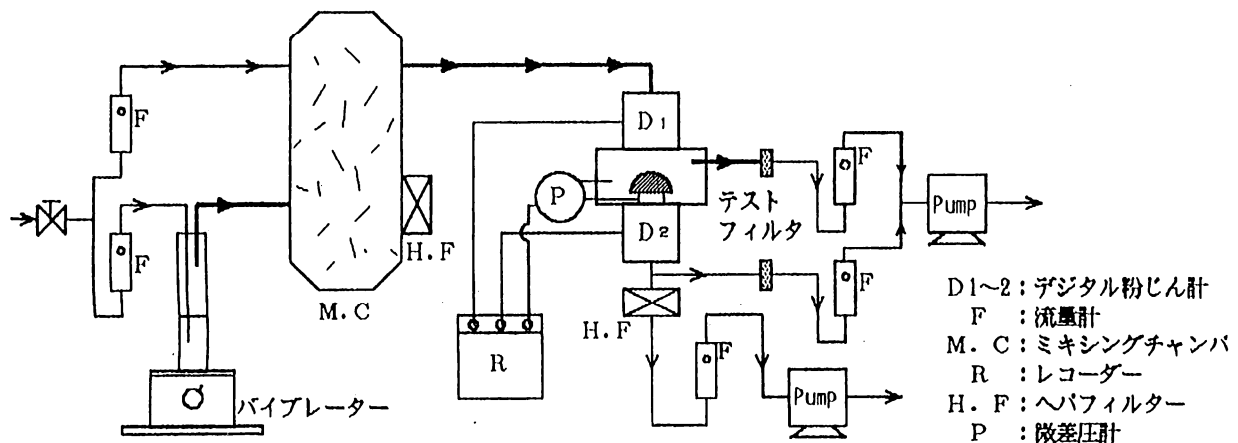 F
F
バイブレーター
M.C
H.F
D1
P
D2
R
テスト
フィルタ
H.F
F
F
F
Pump
Pump
D1~2:デジタル粉じん計
F:流量計
M.C:ミキシングチャンバ
R:レコーダー
H.F:ヘパフィルター
P:微差圧計